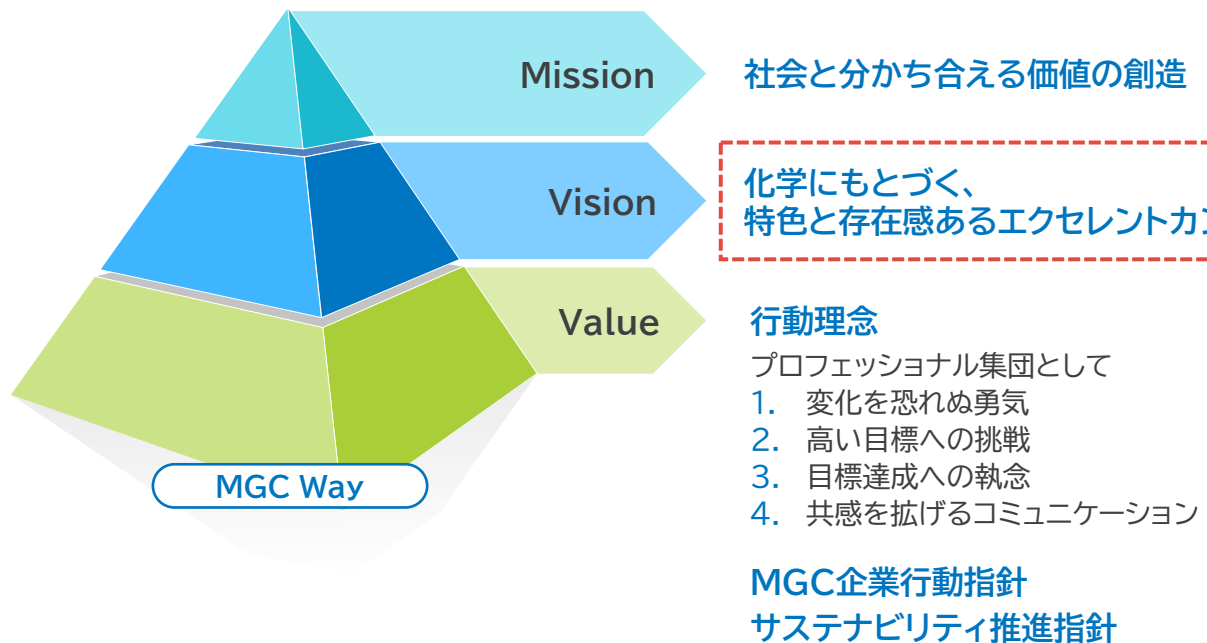 Mission
社会と分かち合える価値の創造
Vision
化学にもとづく、
特色と存在感あるエクセレントカン
Value
行動理念
プロフェッショナル集団として
1. 変化を恐れぬ勇気
2. 高い目標への挑戦
3. 目標達成への執念
4. 共感を拡げるコミュニケーション
MGC Way
MGC企業行動指針
サステナビリティ推進指針